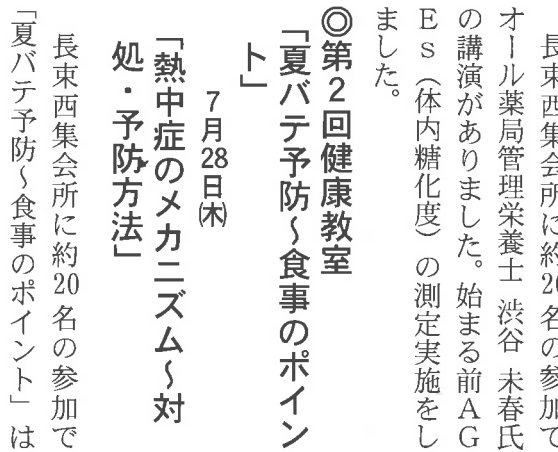 長束西集会所に約20名の参加で
オール薬局管理栄養士 渋谷 未春氏
の講演がありました。始まる前AG
Es（体内糖化度）の測定実施をし
ました。
◎第2回健康教室
「夏バテ予防～食事のポイン
ト」
7月28日㈭
「熱中症のメカニズム～対
処・予防方法」
長束西集会所に約20名の参加で
「夏バテ予防～食事のポイント」は